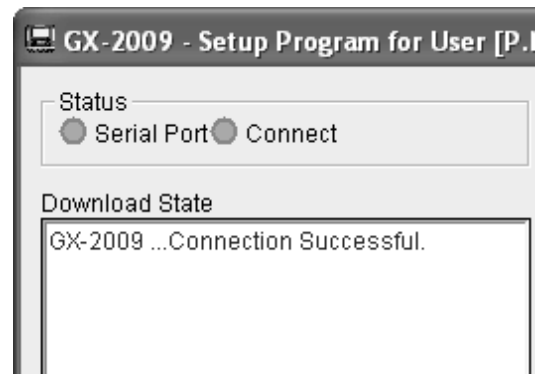 GX-2009 - Setup Program for User [P.
Status
Serial Port Connect
Download State
GX-2009 ...Connection Successful.